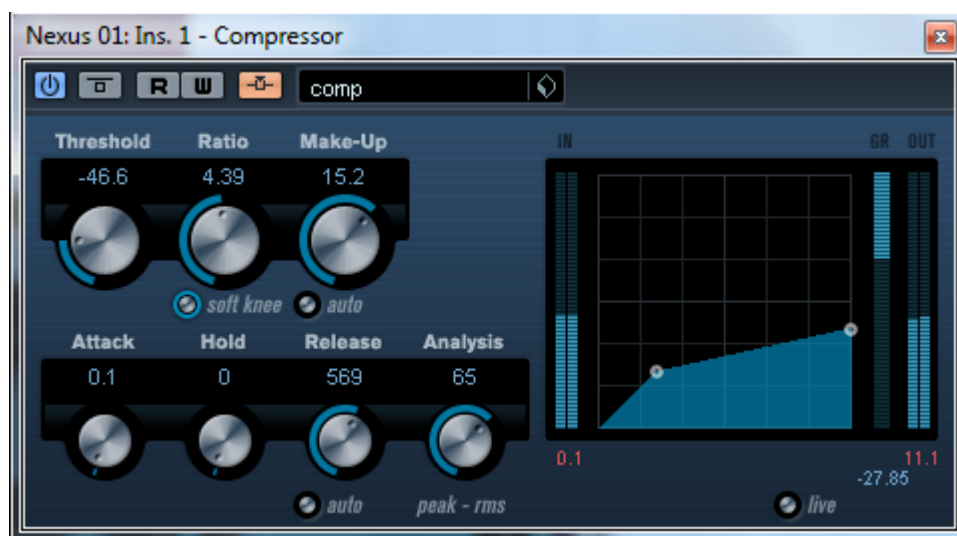 Nexus 01: Ins. 1 - Compressor
R W comp
Threshold Ratio Make-Up
-46.6 4.39 15.2
soft knee auto
Attack Hold Release Analysis
0.1 0 569 65
auto peak - rms
IN GR OUT
0.1 11.1
-27.85
live